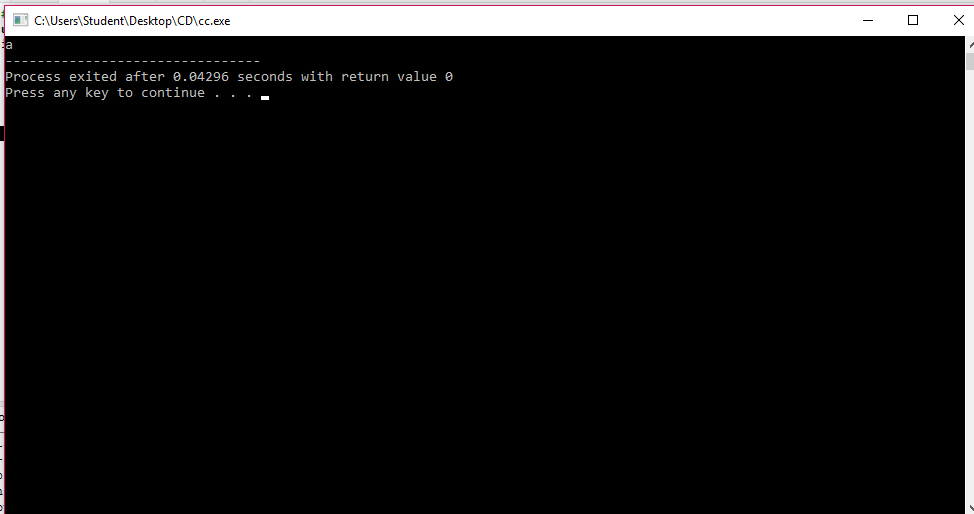 C:\Users\Student\Desktop\CD\cc.exe
a
--------------------------------
Process exited after 0.04296 seconds with return value 0
Press any key to continue . . .